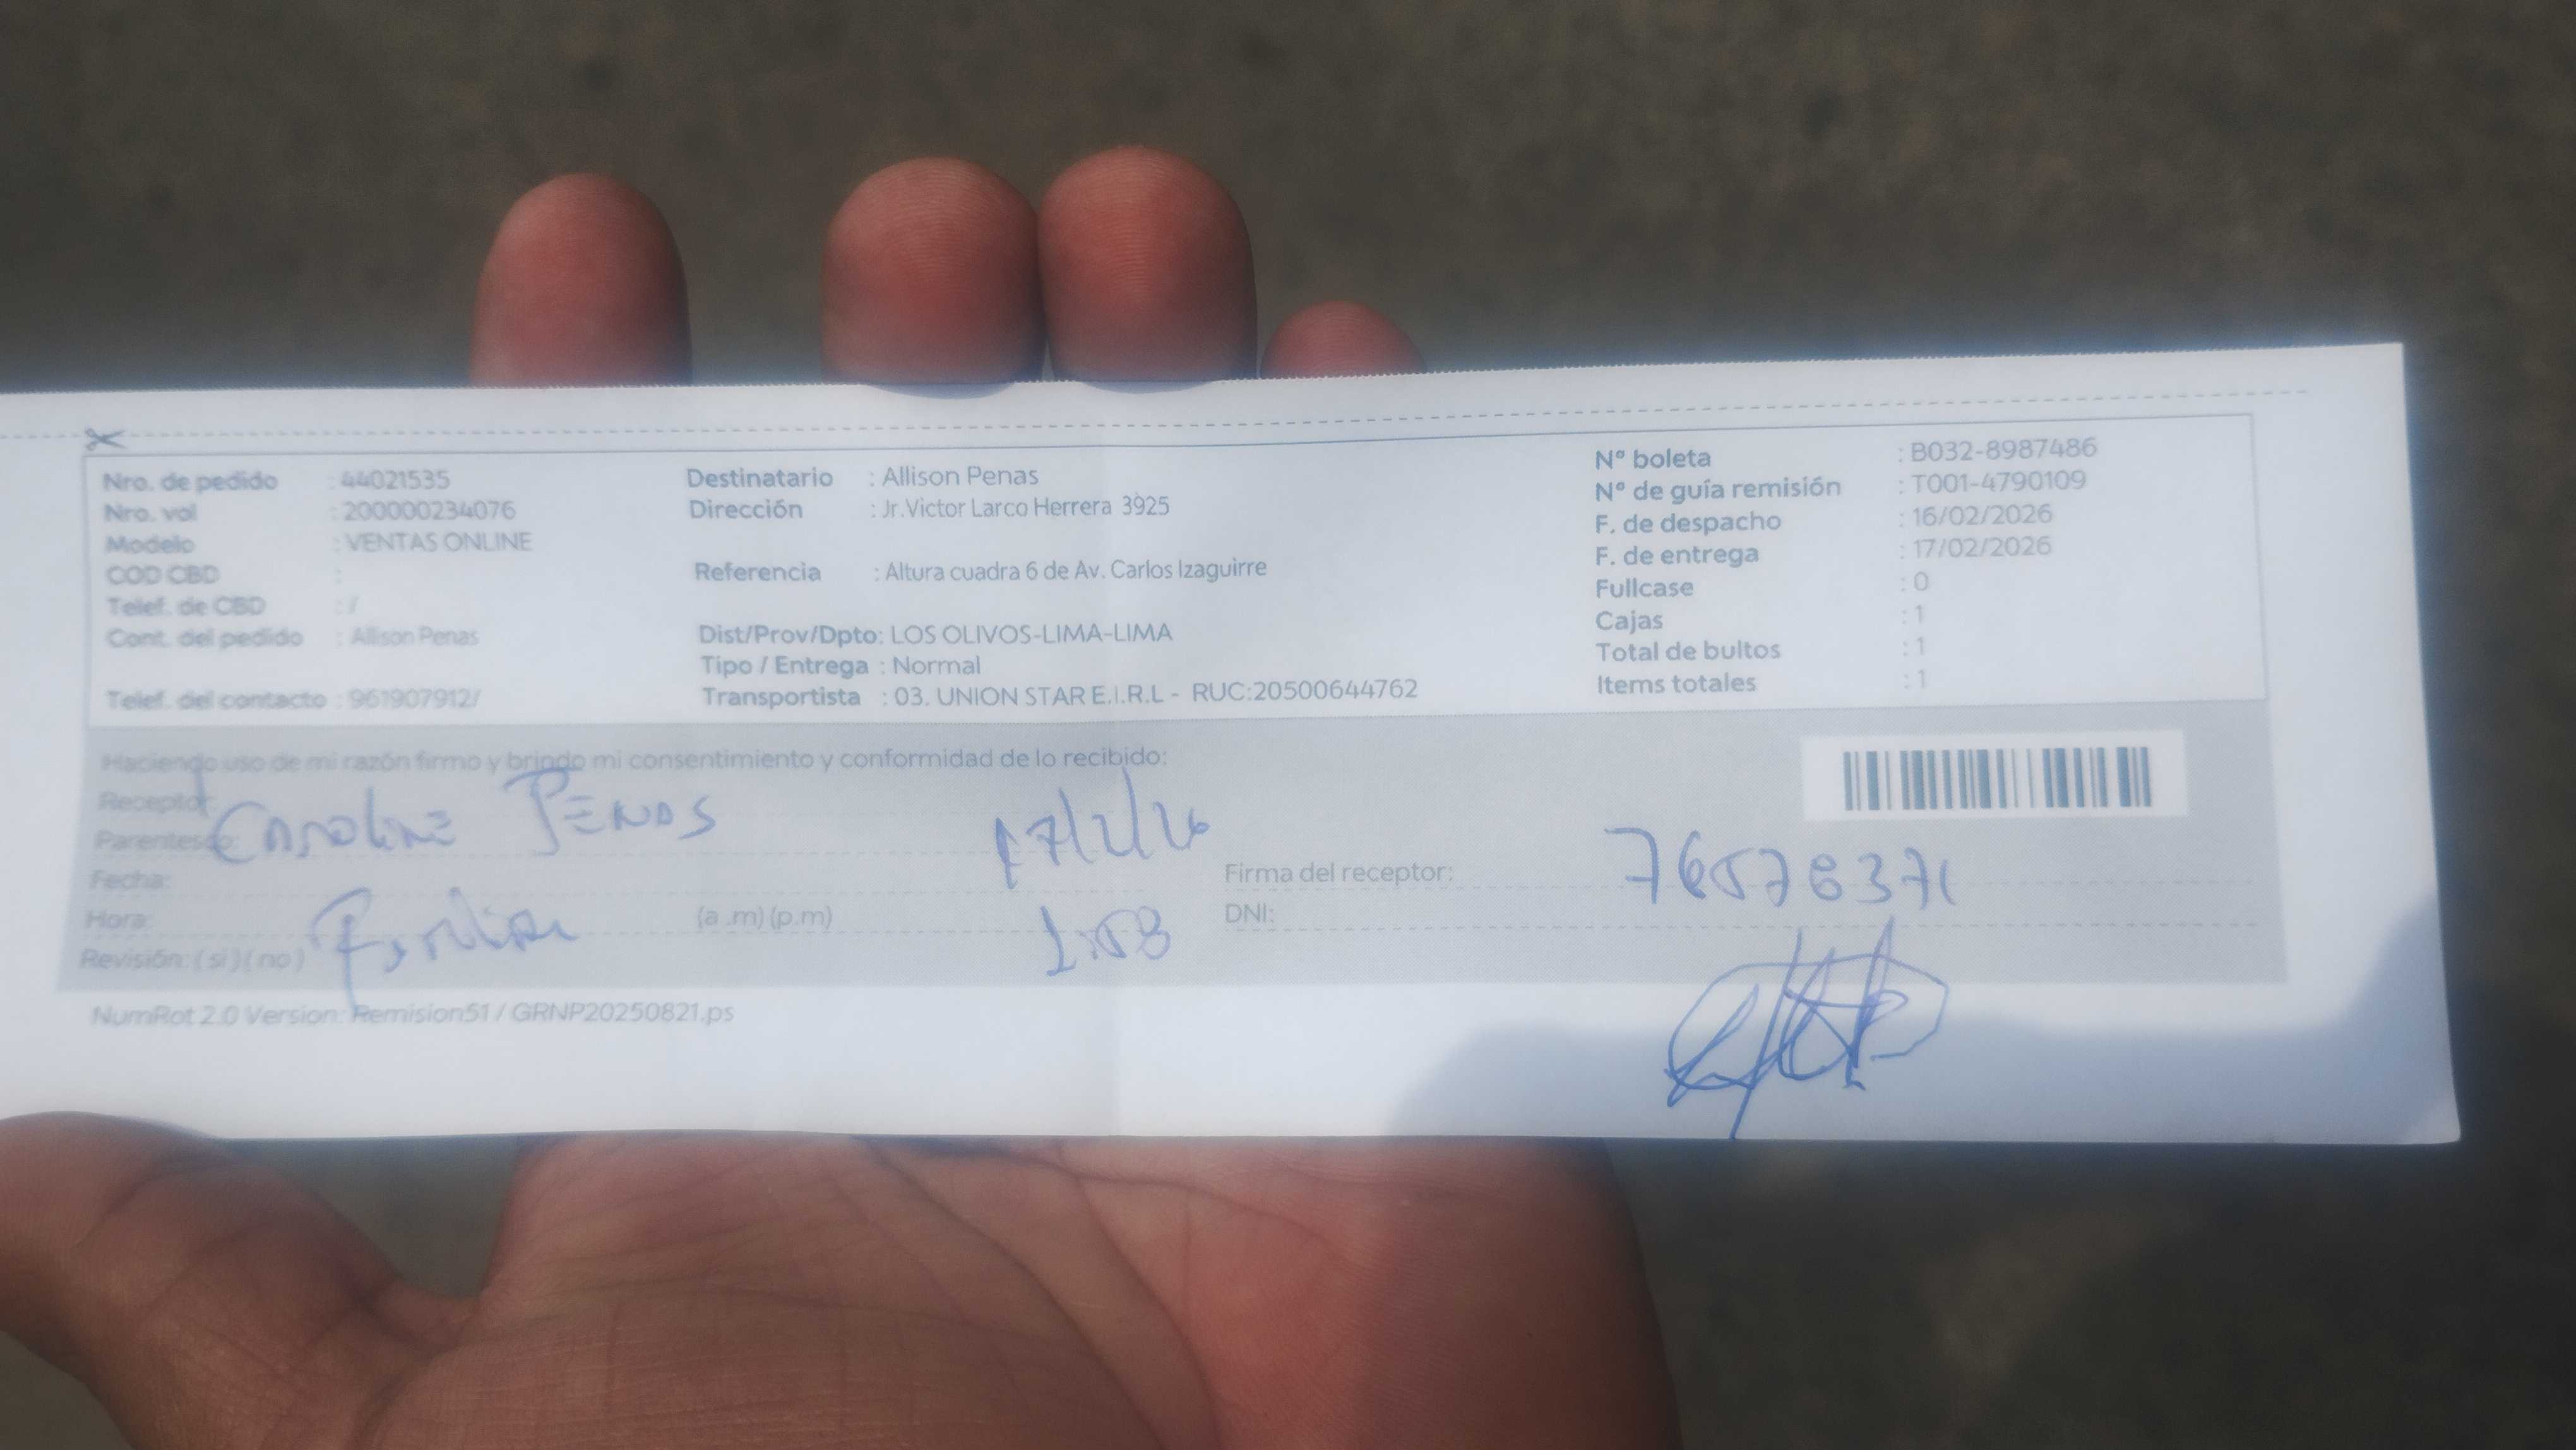 Nro. de pedido : 44021535
Nro. vol : 200000234076
Modelo : VENTAS ONLINE
COD CBD :
Telef. de CBD : /
Cont. del pedido : Allison Penas
Telef. del contacto : 961907912/
Destinatario : Allison Penas
Dirección : Jr.Victor Larco Herrera 3925
Referencia : Altura cuadra 6 de Av. Carlos Izaguirre
Dist/Prov/Dpto: LOS OLIVOS-LIMA-LIMA
Tipo / Entrega : Normal
Transportista : 03. UNION STAR E.I.R.L - RUC:20500644762
N° boleta : B032-8987486
N° de guía remisión : T001-4790109
F. de despacho : 16/02/2026
F. de entrega : 17/02/2026
Fullcase : 0
Cajas : 1
Total de bultos : 1
Items totales : 1
Haciendo uso de mi razón firmo y brindo mi consentimiento y conformidad de lo recibido:
Receptor: Caroline Penas
Parentesco:
Fecha: 17/2/26
Hora: (a .m) (p.m) 1:58
Revisión: ( si ) ( no )
Firma del receptor: 76578371
DNI:
NumRot 2.0 Version: Remision51 / GRNP20250821.ps